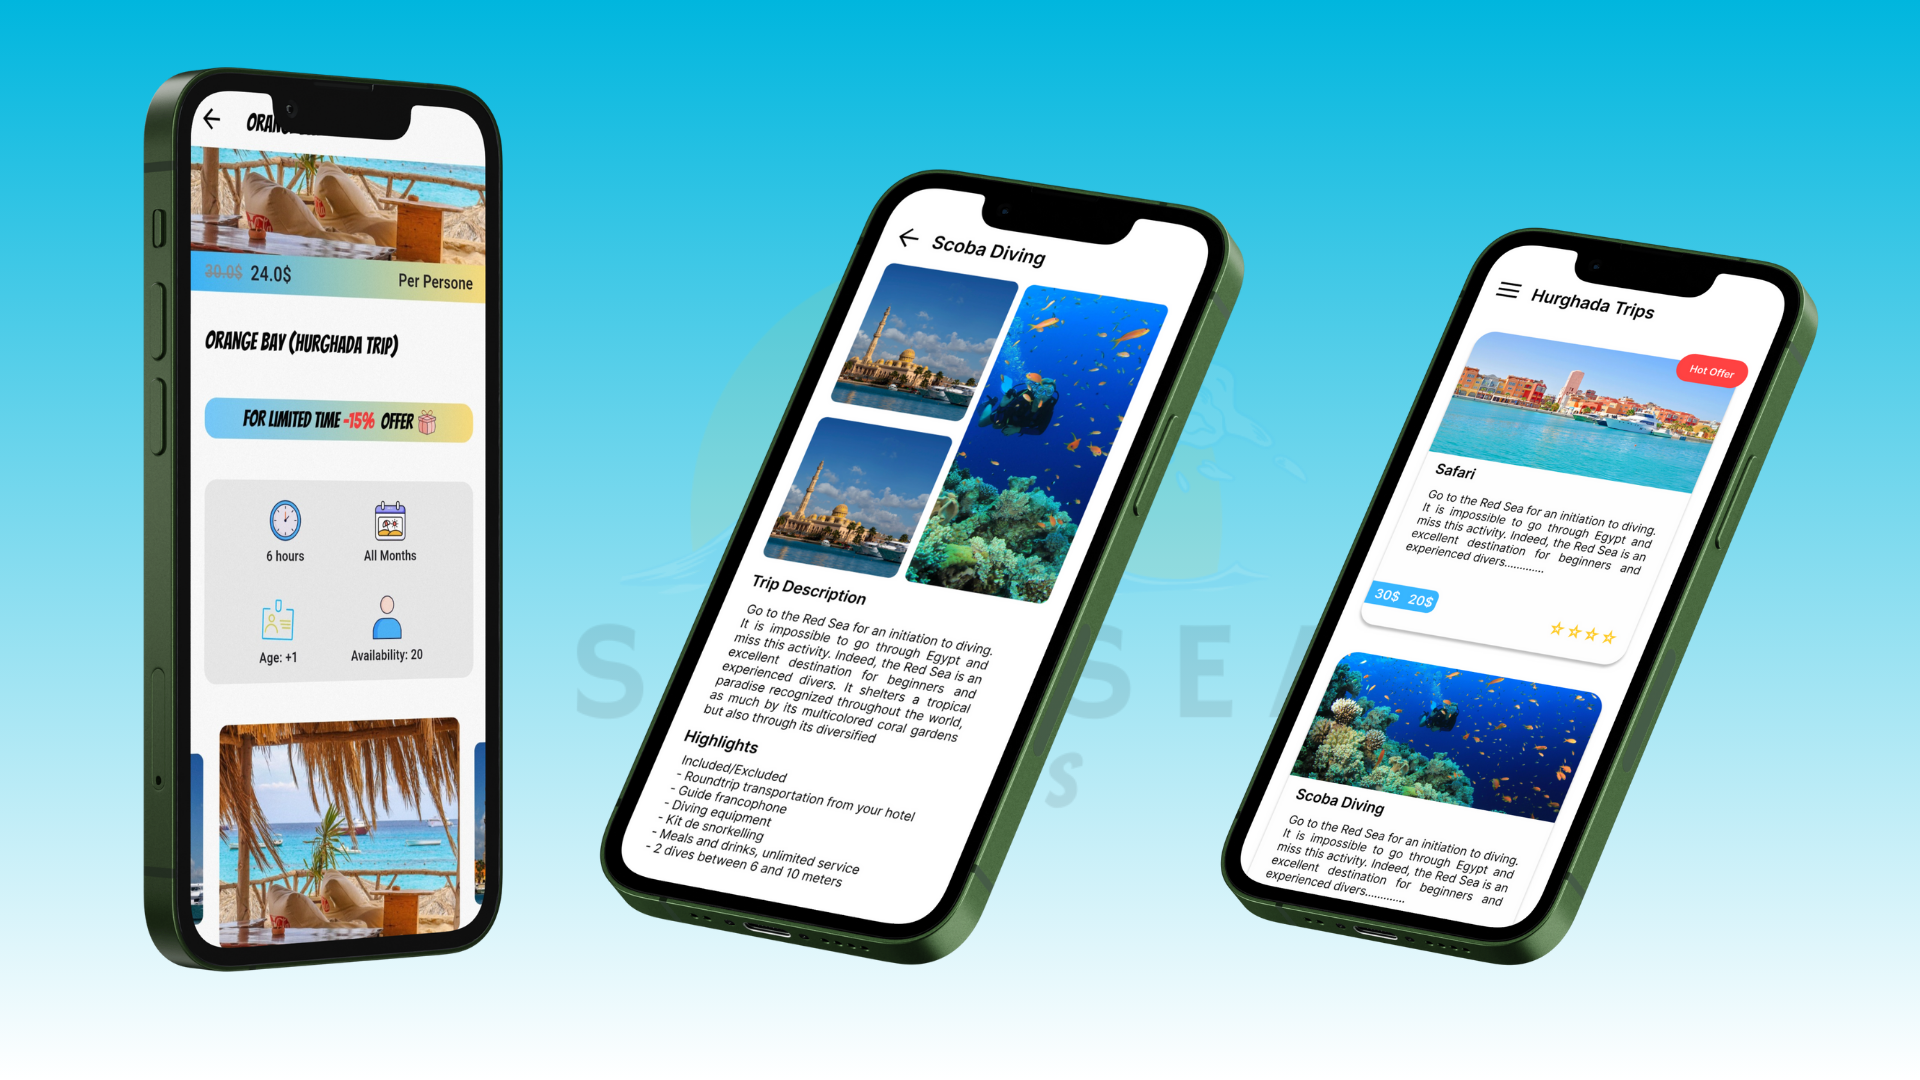 30.0$ 24.0$
Per Persone
ORANGE BAY (HURGHADA TRIP)
FOR LIMITED TIME -15% OFFER
6 hours
All Months
Age: +1
Availability: 20
Scoba Diving
Trip Description
Go to the Red Sea for an initiation to diving.
It is impossible to go through Egypt and
miss this activity. Indeed, the Red Sea is an
excellent destination for beginners and
experienced divers. It shelters a tropical
paradise recognized throughout the world,
as much by its multicolored coral gardens
but also through its diversified
Highlights
Included/Excluded
- Roundtrip transportation from your hotel
- Guide francophone
- Diving equipment
- Kit de snorkelling
- Meals and drinks, unlimited service
- 2 dives between 6 and 10 meters
Hurghada Trips
Hot Offer
Safari
Go to the Red Sea for an initiation to diving.
It is impossible to go through Egypt and
miss this activity. Indeed, the Red Sea is an
excellent destination for beginners and
experienced divers.............
30$ 20$
Scoba Diving
Go to the Red Sea for an initiation to diving.
It is impossible to go through Egypt and
miss this activity. Indeed, the Red Sea is an
excellent destination for beginners and
experienced divers.............